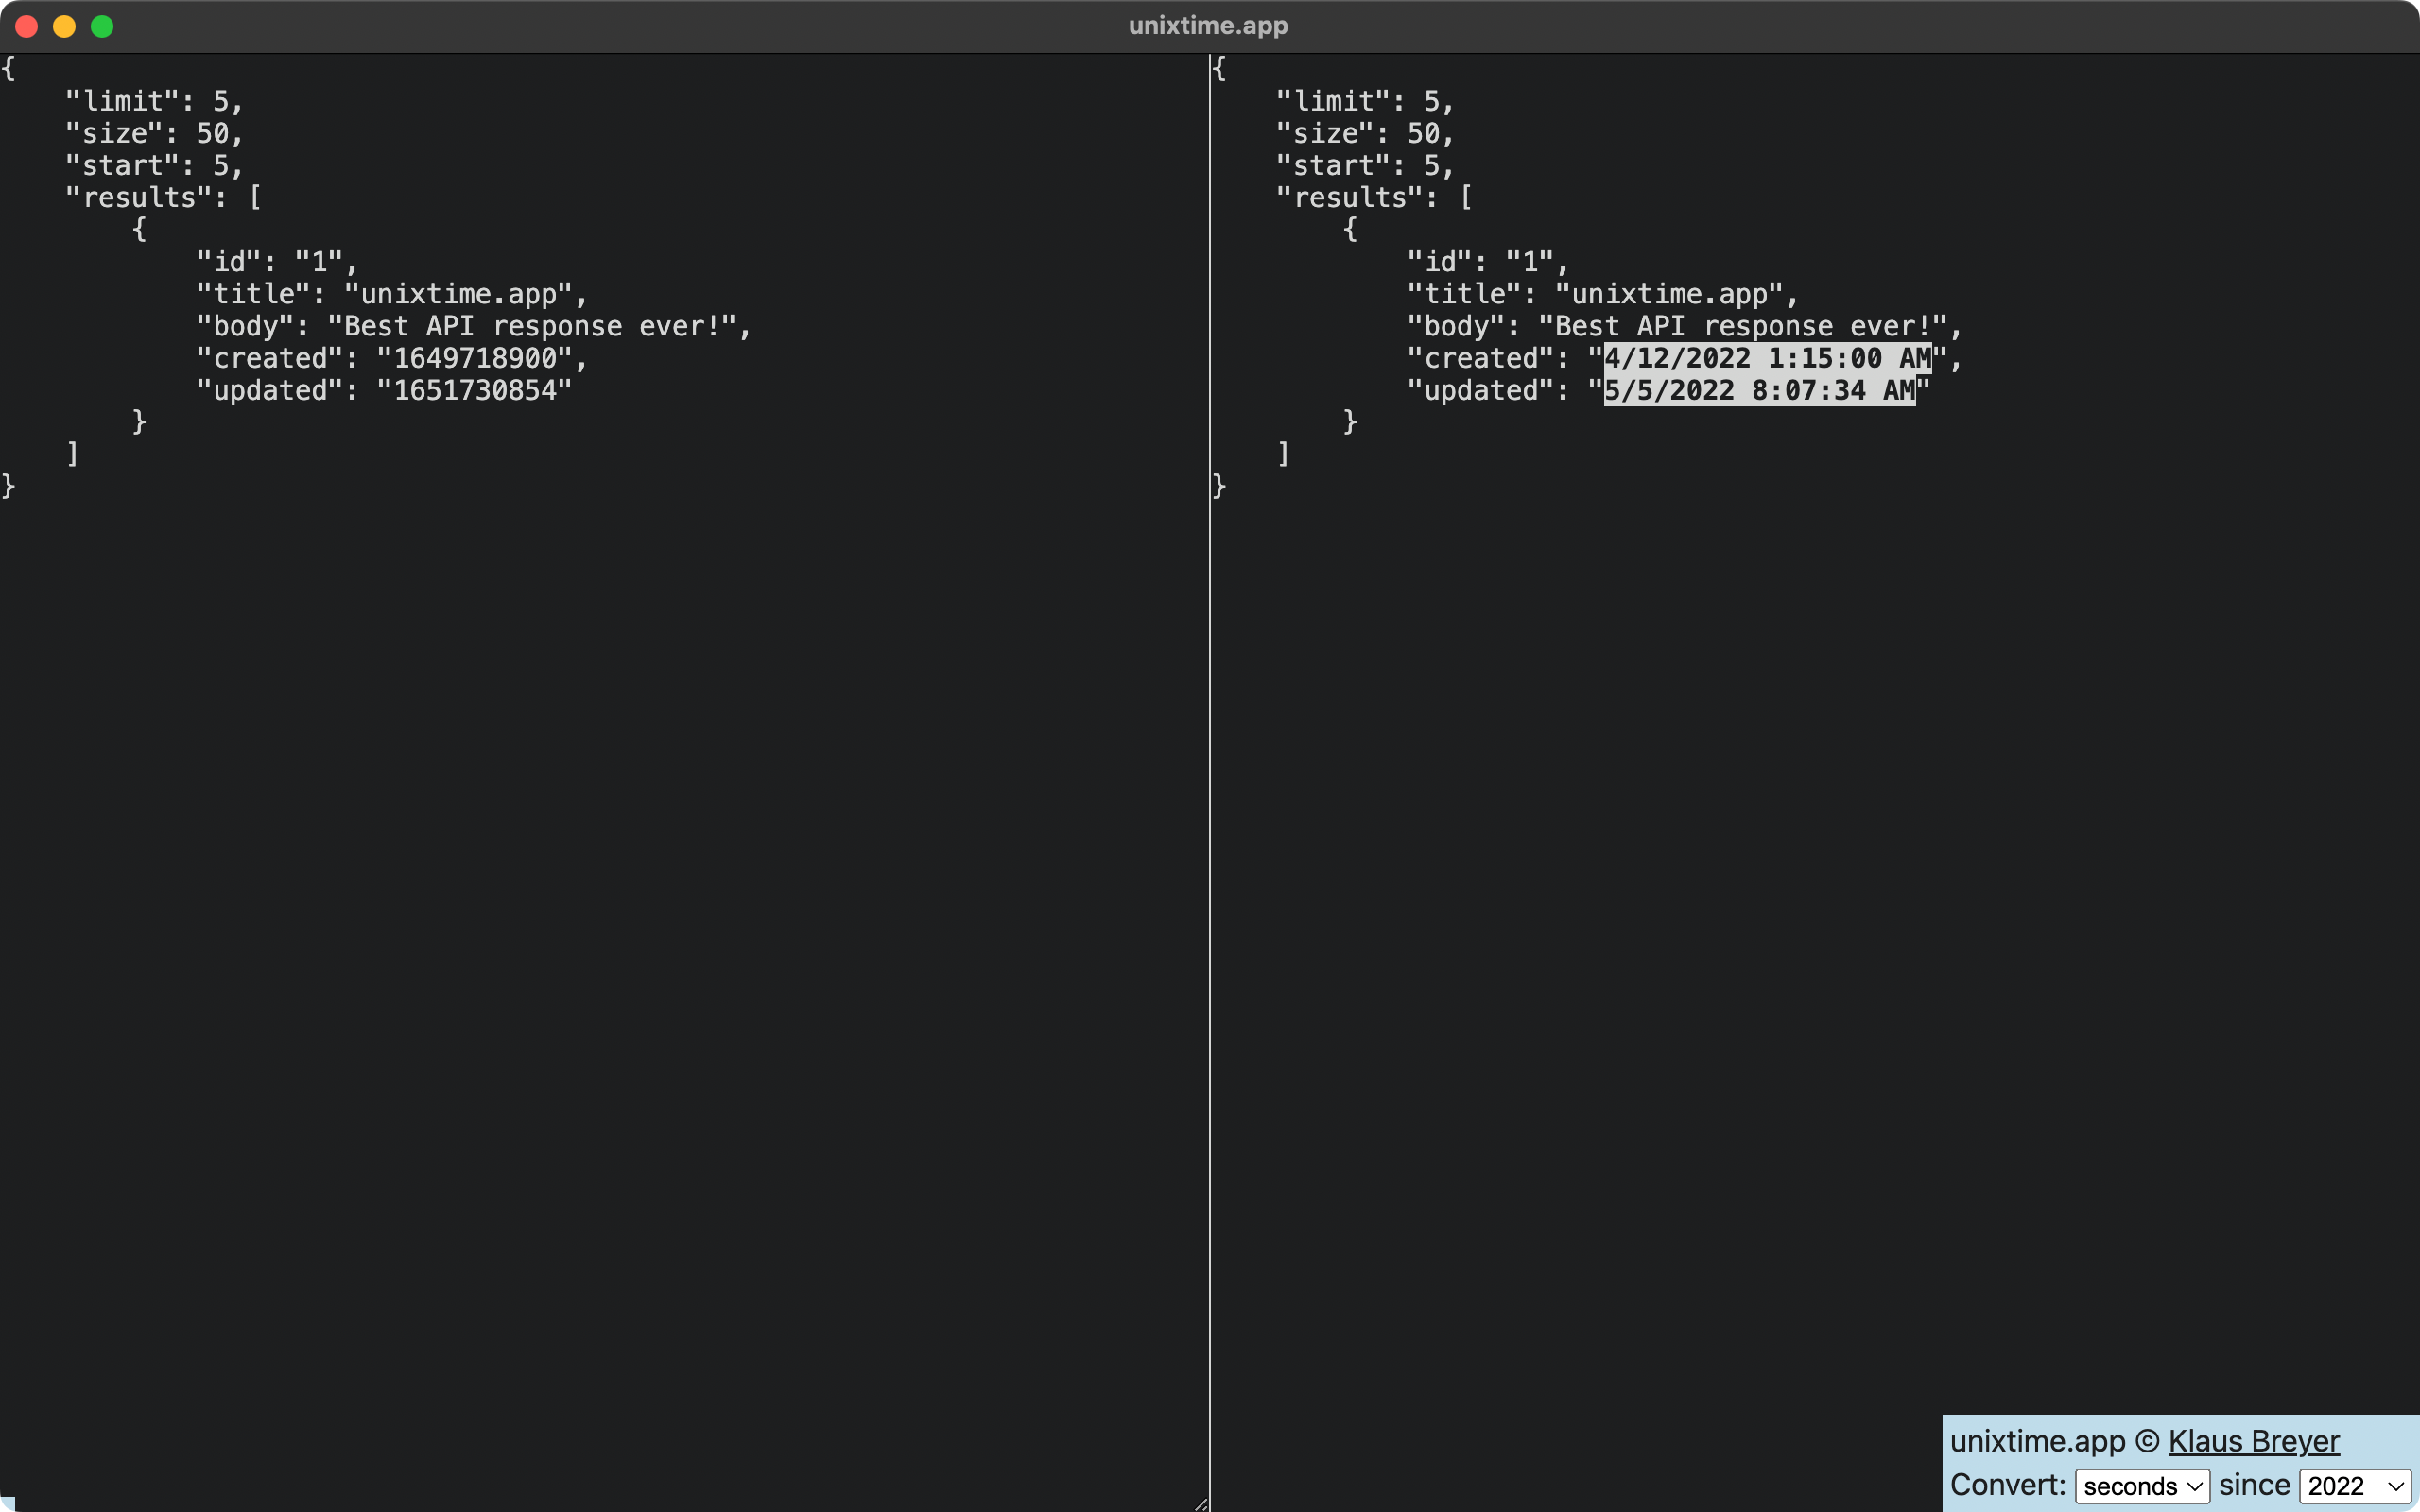 unixtime.app
{
    "limit": 5,
    "size": 50,
    "start": 5,
    "results": [
        {
            "id": "1",
            "title": "unixtime.app",
            "body": "Best API response ever!",
            "created": "1649718900",
            "updated": "1651730854"
        }
    ]
}
{
    "limit": 5,
    "size": 50,
    "start": 5,
    "results": [
        {
            "id": "1",
            "title": "unixtime.app",
            "body": "Best API response ever!",
            "created": "4/12/2022 1:15:00 AM",
            "updated": "5/5/2022 8:07:34 AM"
        }
    ]
}
unixtime.app © Klaus Breyer
Convert: seconds since 2022